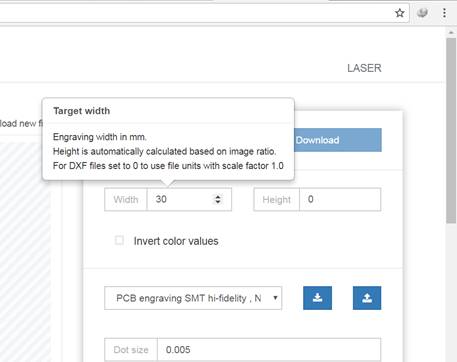 LASER
load new fi
Target width
Engraving width in mm.
Height is automatically calculated based on image ratio.
For DXF files set to 0 to use file units with scale factor 1.0
Download
Width 30 Height 0
Invert color values
PCB engraving SMT hi-fidelity , N
Dot size 0.005